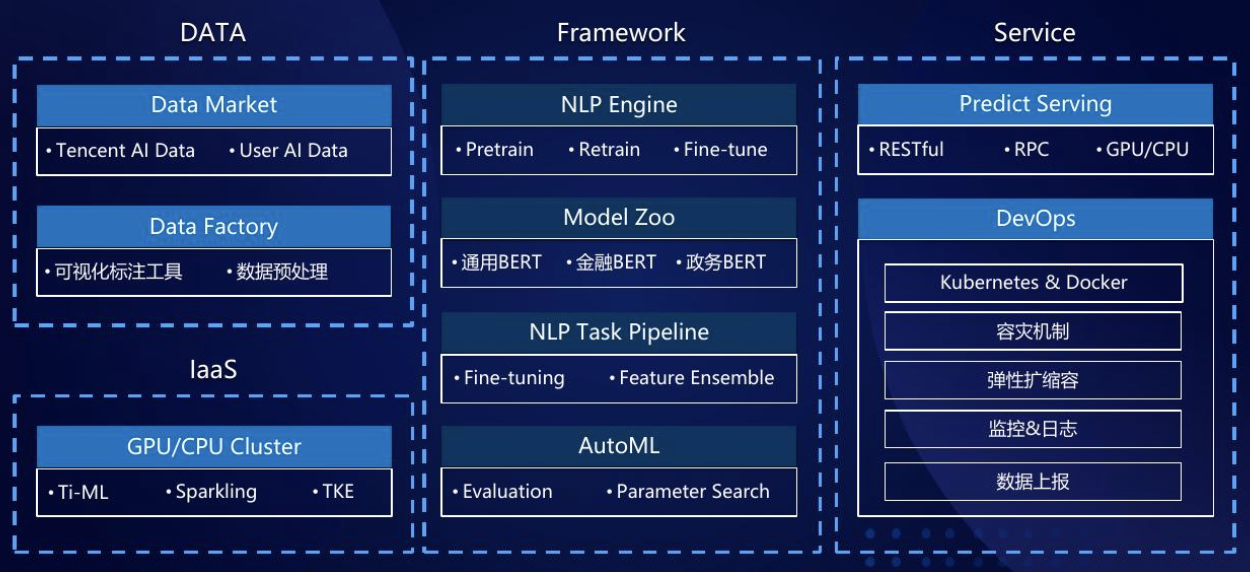 DATA
Data Market
• Tencent AI Data • User AI Data
Data Factory
• 可视化标注工具 • 数据预处理
IaaS
GPU/CPU Cluster
• Ti-ML • Sparkling • TKE
Framework
NLP Engine
• Pretrain • Retrain • Fine-tune
Model Zoo
• 通用BERT • 金融BERT • 政务BERT
NLP Task Pipeline
• Fine-tuning • Feature Ensemble
AutoML
• Evaluation • Parameter Search
Service
Predict Serving
• RESTful • RPC • GPU/CPU
DevOps
Kubernetes & Docker
容灾机制
弹性扩缩容
监控&日志
数据上报